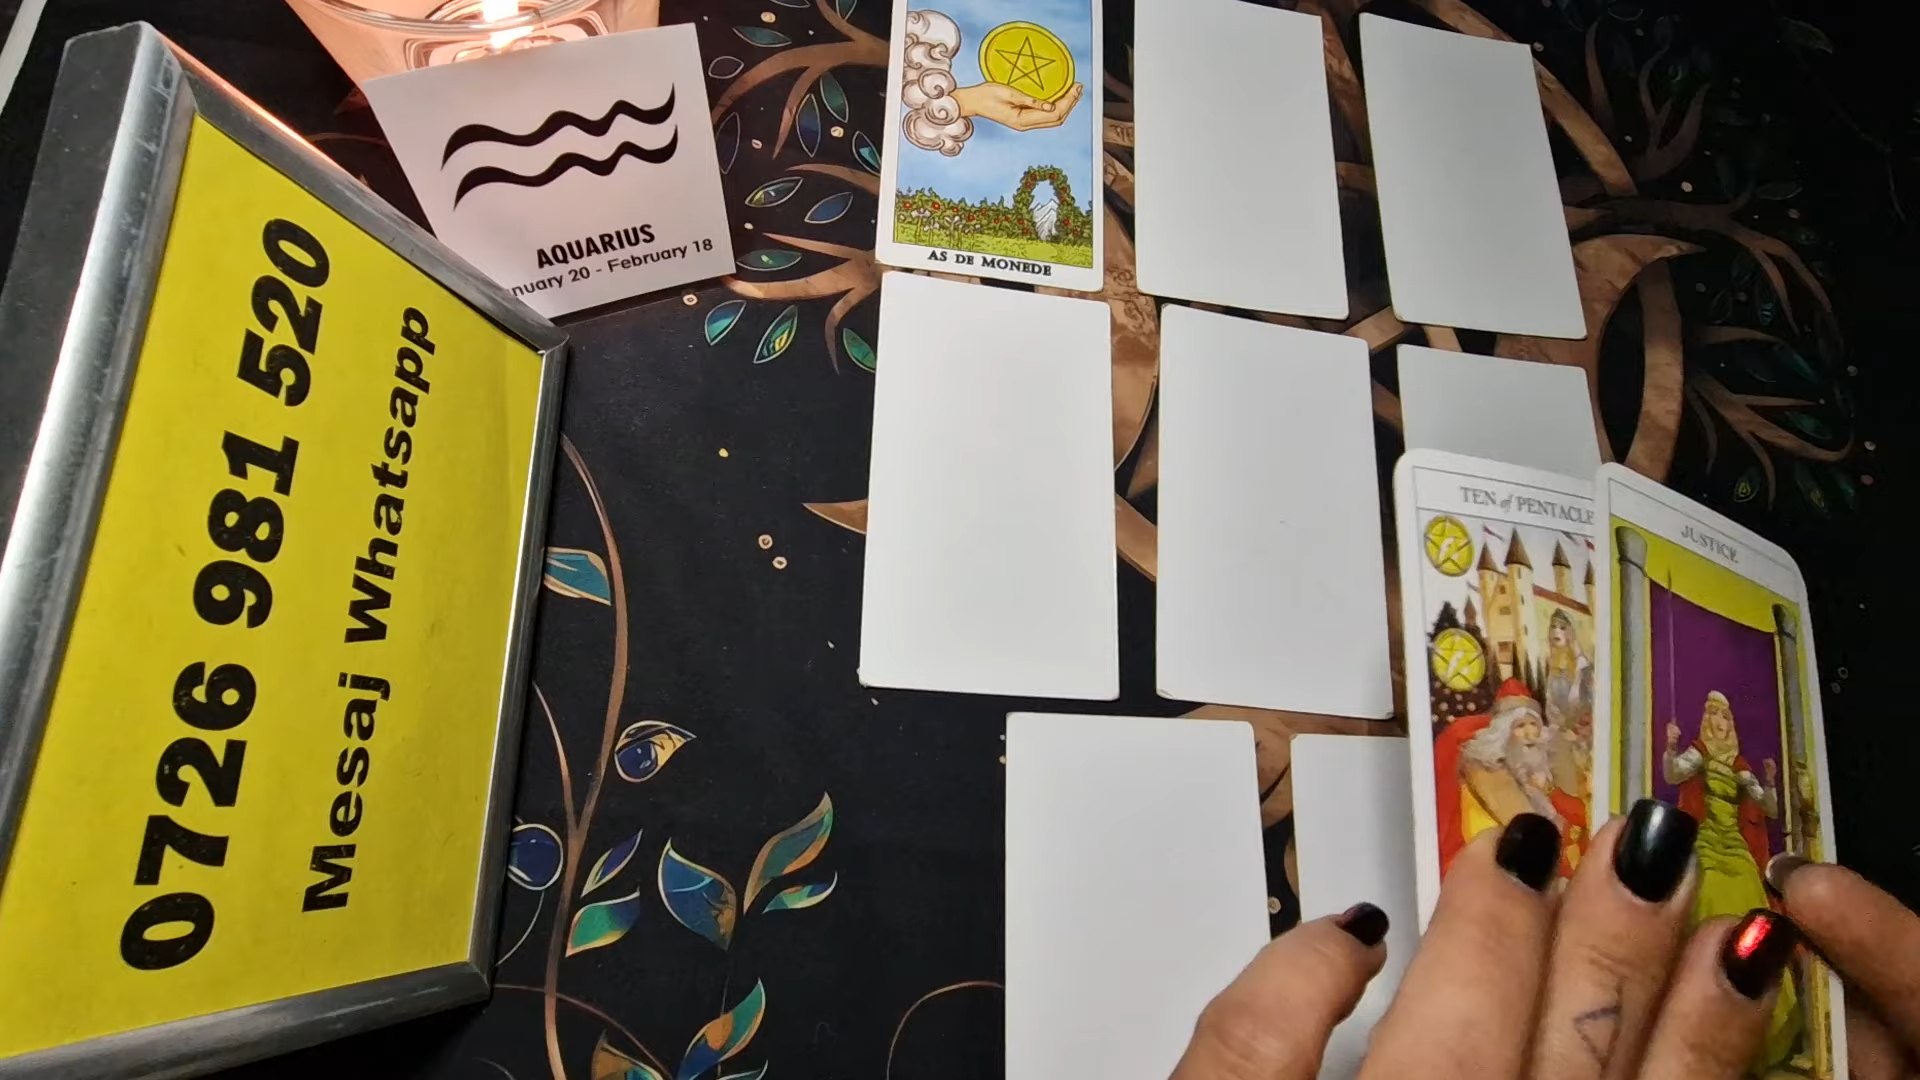 0726 981 520
Mesaj Whatsapp
AQUARIUS
nuary 20 - February 18
AS DE MONEDE
TEN of PENTACLE
JUSTICE